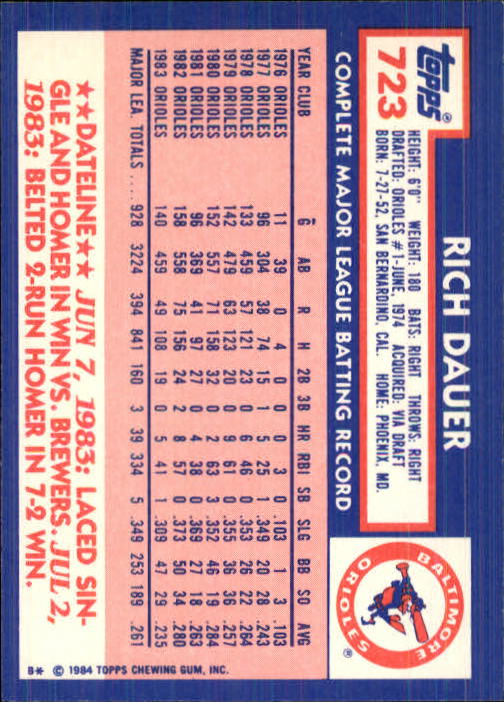 topps®
723
RICH DAUER
HEIGHT: 6'0" WEIGHT: 180 BATS: RIGHT THROWS: RIGHT
DRAFTED: ORIOLES #1-JUNE, 1974 ACQUIRED: VIA DRAFT
BORN: 7-27-52, SAN BERNARDINO, CAL. HOME: PHOENIX, MD.
BALTIMORE
ORIOLES®
COMPLETE MAJOR LEAGUE BATTING RECORD
YEAR CLUB G AB R H 2B 3B HR RBI SB SLG BB SO AVG
1976 ORIOLES 11 39 0 4 0 0 0 3 0 .103 1 3 .103
1977 ORIOLES 96 304 38 74 15 1 5 25 1 .349 20 28 .243
1978 ORIOLES 133 459 57 121 23 0 6 46 0 .353 26 22 .264
1979 ORIOLES 142 479 63 123 20 0 9 61 0 .355 36 36 .257
1980 ORIOLES 152 557 71 158 32 0 2 63 3 .352 46 19 .284
1981 ORIOLES 96 369 41 97 27 0 4 38 0 .369 27 18 .263
1982 ORIOLES 158 558 75 156 24 2 8 57 0 .373 50 34 .280
1983 ORIOLES 140 459 49 108 19 0 5 41 1 .309 47 29 .235
MAJOR LEA. TOTALS .... 928 3224 394 841 160 3 39 334 5 .349 253 189 .261
★★DATELINE★★ JUN 7, 1983: LACED SIN-
GLE AND HOMER IN WIN VS. BREWERS. JUL 2,
1983: BELTED 2-RUN HOMER IN 7-2 WIN.
B* © 1984 TOPPS CHEWING GUM, INC.